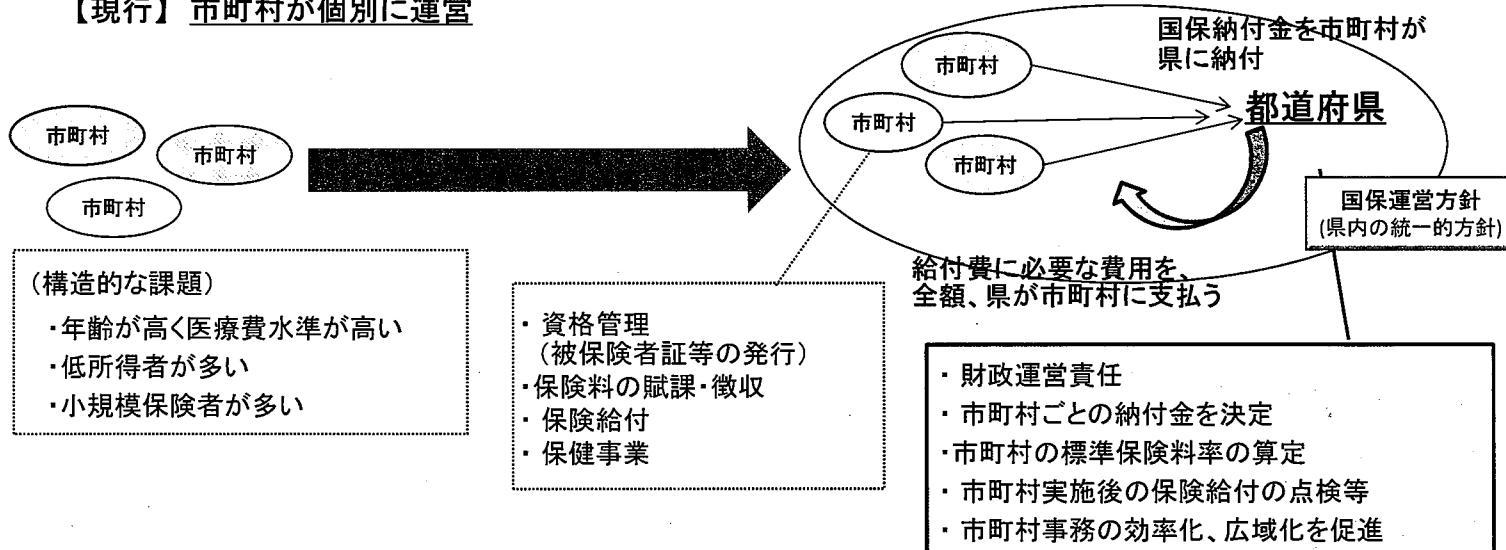 【現行】 市町村が個別に運営
市町村
市町村
市町村
(構造的な課題)
・年齢が高く医療費水準が高い
・低所得者が多い
・小規模保険者が多い
国保納付金を市町村が
県に納付
市町村
市町村
市町村
都道府県
国保運営方針
(県内の統一的方針)
給付費に必要な費用を、
全額、県が市町村に支払う
・ 資格管理
(被保険者証等の発行)
・保険料の賦課・徴収
・ 保険給付
・ 保健事業
・ 財政運営責任
・ 市町村ごとの納付金を決定
・市町村の標準保険料率の算定
・ 市町村実施後の保険給付の点検等
・ 市町村事務の効率化、広域化を促進